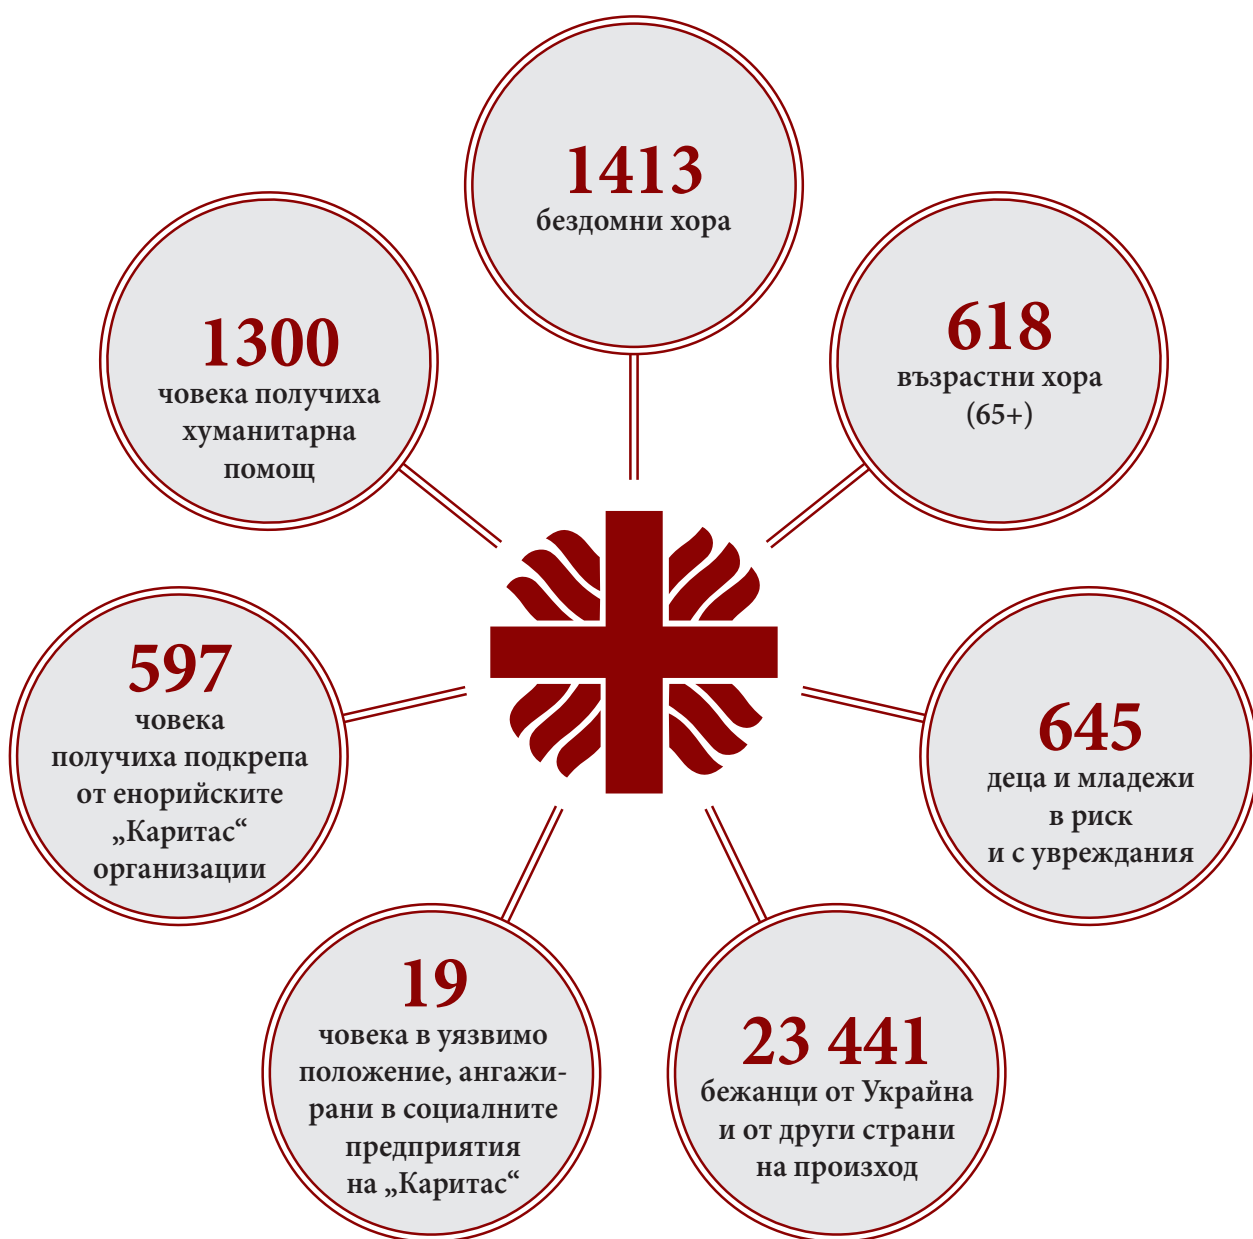 1413
бездомни хора
618
възрастни хора
(65+)
645
деца и младежи
в риск
и с увреждания
23 441
бежанци от Украйна
и от други страни
на произход
19
човека в уязвимо
положение, ангажи-
рани в социалните
предприятия
на „Каритас“
597
човека
получиха подкрепа
от енорийските
„Каритас“
организации
1300
човека получиха
хуманитарна
помощ